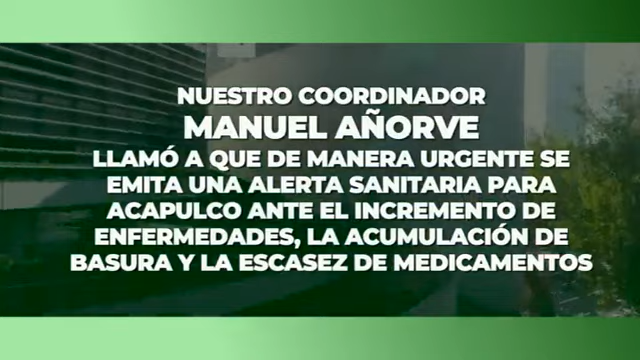 NUESTRO COORDINADOR
MANUEL AÑORVE
LLAMÓ A QUE DE MANERA URGENTE SE
EMITA UNA ALERTA SANITARIA PARA
ACAPULCO ANTE EL INCREMENTO DE
ENFERMEDADES, LA ACUMULACIÓN DE
BASURA Y LA ESCASEZ DE MEDICAMENTOS